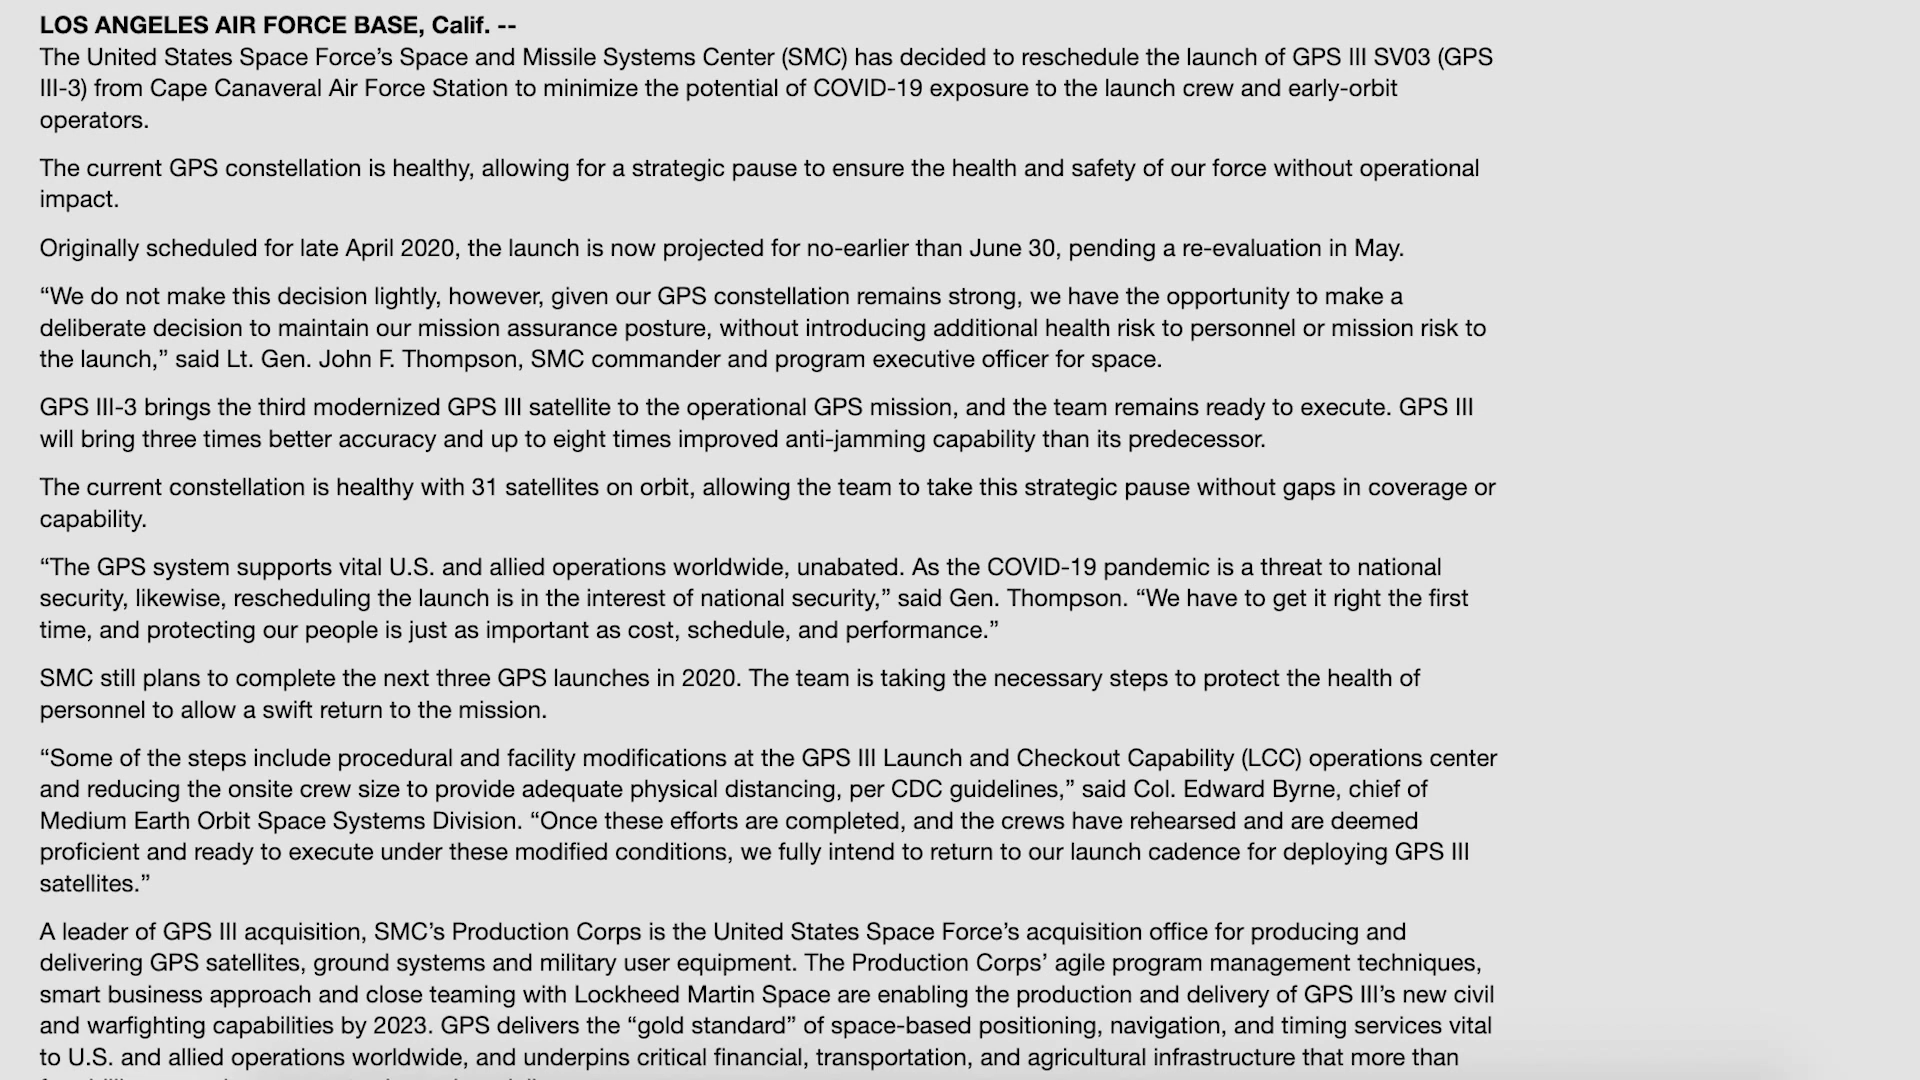 LOS ANGELES AIR FORCE BASE, Calif. --
The United States Space Force’s Space and Missile Systems Center (SMC) has decided to reschedule the launch of GPS III SV03 (GPS
III-3) from Cape Canaveral Air Force Station to minimize the potential of COVID-19 exposure to the launch crew and early-orbit
operators.
The current GPS constellation is healthy, allowing for a strategic pause to ensure the health and safety of our force without operational
impact.
Originally scheduled for late April 2020, the launch is now projected for no-earlier than June 30, pending a re-evaluation in May.
“We do not make this decision lightly, however, given our GPS constellation remains strong, we have the opportunity to make a
deliberate decision to maintain our mission assurance posture, without introducing additional health risk to personnel or mission risk to
the launch,” said Lt. Gen. John F. Thompson, SMC commander and program executive officer for space.
GPS III-3 brings the third modernized GPS III satellite to the operational GPS mission, and the team remains ready to execute. GPS III
will bring three times better accuracy and up to eight times improved anti-jamming capability than its predecessor.
The current constellation is healthy with 31 satellites on orbit, allowing the team to take this strategic pause without gaps in coverage or
capability.
“The GPS system supports vital U.S. and allied operations worldwide, unabated. As the COVID-19 pandemic is a threat to national
security, likewise, rescheduling the launch is in the interest of national security,” said Gen. Thompson. “We have to get it right the first
time, and protecting our people is just as important as cost, schedule, and performance.”
SMC still plans to complete the next three GPS launches in 2020. The team is taking the necessary steps to protect the health of
personnel to allow a swift return to the mission.
“Some of the steps include procedural and facility modifications at the GPS III Launch and Checkout Capability (LCC) operations center
and reducing the onsite crew size to provide adequate physical distancing, per CDC guidelines,” said Col. Edward Byrne, chief of
Medium Earth Orbit Space Systems Division. “Once these efforts are completed, and the crews have rehearsed and are deemed
proficient and ready to execute under these modified conditions, we fully intend to return to our launch cadence for deploying GPS III
satellites.”
A leader of GPS III acquisition, SMC’s Production Corps is the United States Space Force’s acquisition office for producing and
delivering GPS satellites, ground systems and military user equipment. The Production Corps’ agile program management techniques,
smart business approach and close teaming with Lockheed Martin Space are enabling the production and delivery of GPS III’s new civil
and warfighting capabilities by 2023. GPS delivers the “gold standard” of space-based positioning, navigation, and timing services vital
to U.S. and allied operations worldwide, and underpins critical financial, transportation, and agricultural infrastructure that more than